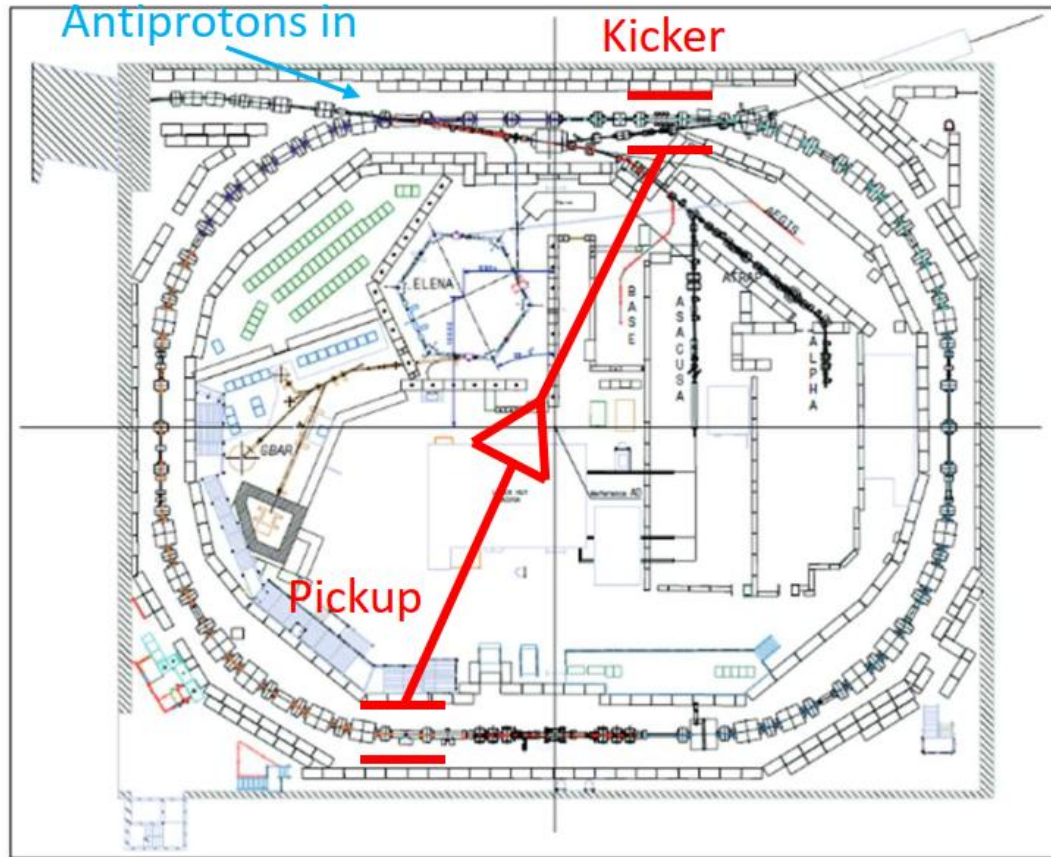 Antiprotons in
Kicker
AEGIS
ELENA
ATRAP
BASE
ASACUSA
ALPHA
GBAR
Pickup